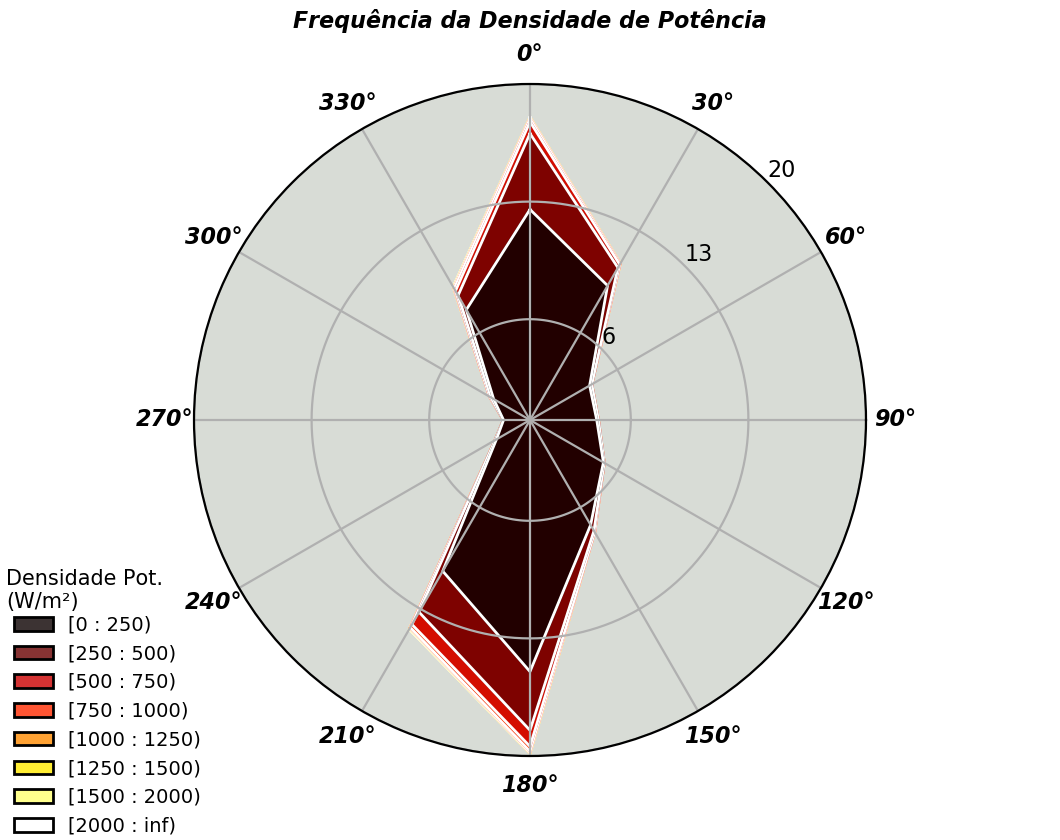 Frequência da Densidade de Potência
0°
330°
30°
20
300°
60°
13
6
270°
90°
240°
120°
210°
150°
180°
Densidade Pot.
(W/m²)
[0 : 250)
[250 : 500)
[500 : 750)
[750 : 1000)
[1000 : 1250)
[1250 : 1500)
[1500 : 2000)
[2000 : inf)